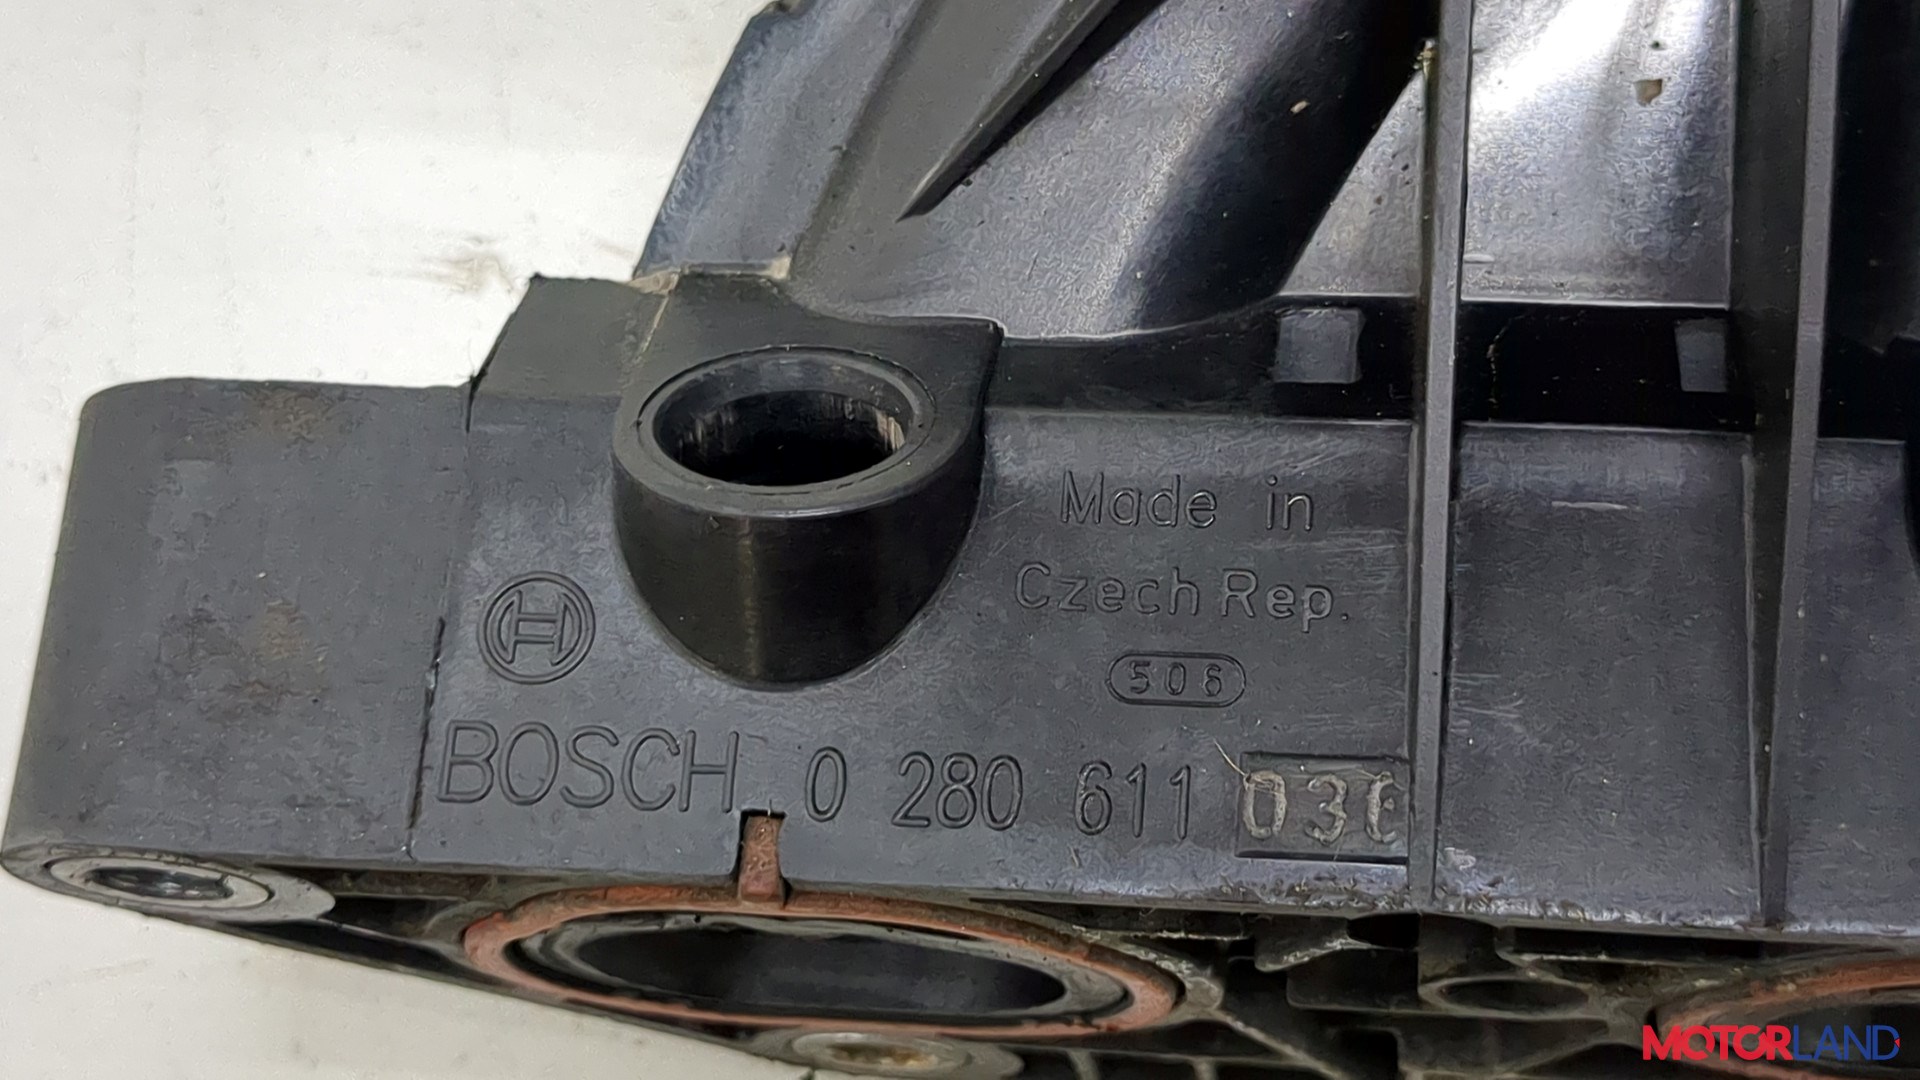 Made in
Czech Rep.
506
BOSCH 0 280 611
MOTORLAND